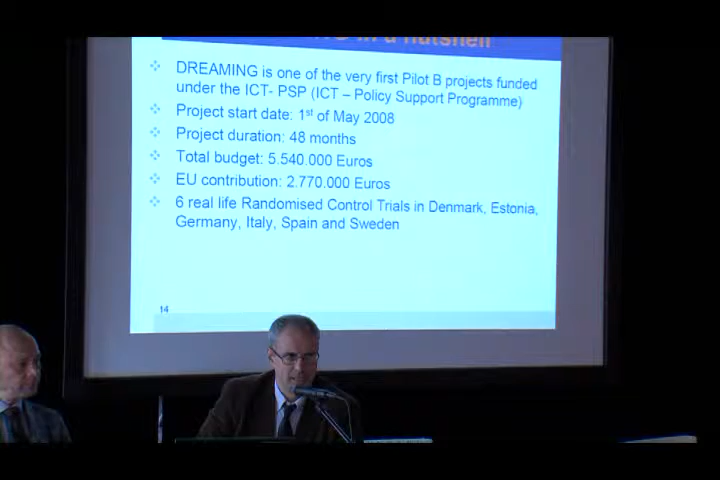 in a nutshell
DREAMING is one of the very first Pilot B projects funded
under the ICT- PSP (ICT – Policy Support Programme)
Project start date: 1st of May 2008
Project duration: 48 months
Total budget: 5.540.000 Euros
EU contribution: 2.770.000 Euros
6 real life Randomised Control Trials in Denmark, Estonia,
Germany, Italy, Spain and Sweden
14